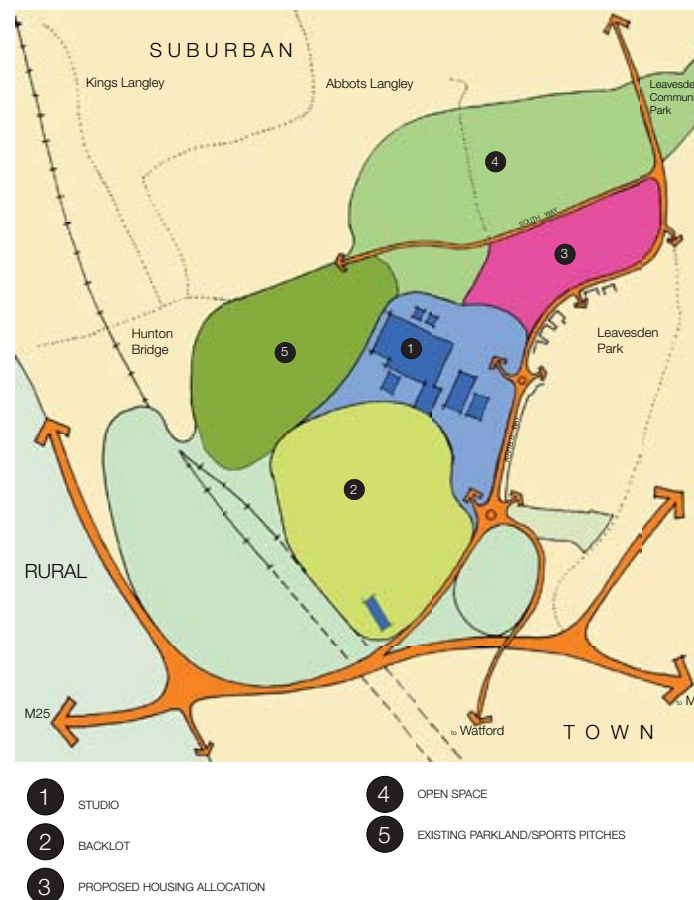 SUBURBAN
Kings Langley
Abbots Langley
Leavesde
Commun
Park
4
SOUTH WAY
3
Hunton
Bridge
5
1
Leavesden
Park
2
RURAL
M25
to Watford
to M
TOWN
1 STUDIO
2 BACKLOT
3 PROPOSED HOUSING ALLOCATION
4 OPEN SPACE
5 EXISTING PARKLAND/SPORTS PITCHES